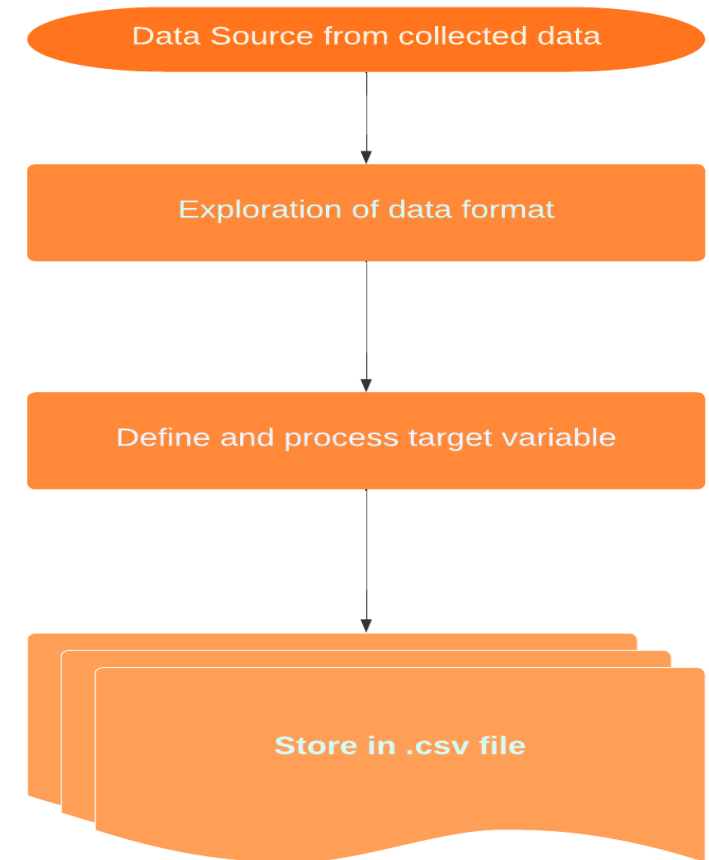 Data Source from collected data
Exploration of data format
Define and process target variable
Store in .csv file